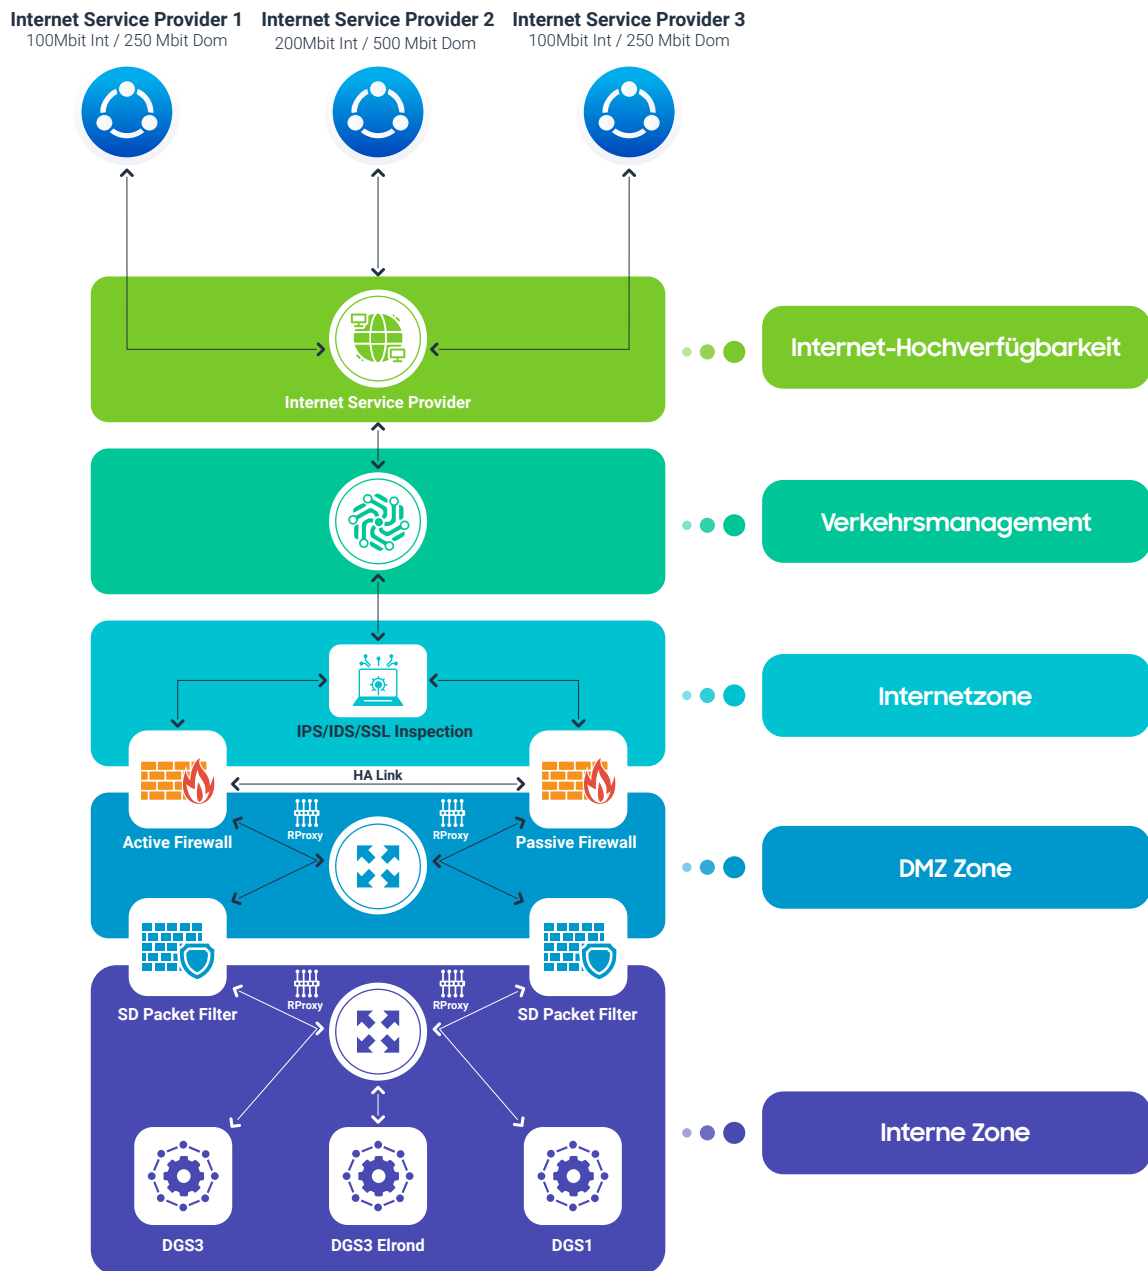 Internet Service Provider 1
100Mbit Int / 250 Mbit Dom
Internet Service Provider 2
200Mbit Int / 500 Mbit Dom
Internet Service Provider 3
100Mbit Int / 250 Mbit Dom
Internet Service Provider
Internet-Hochverfügbarkeit
Verkehrsmanagement
IPS/IDS/SSL Inspection
Internetzone
HA Link
Active Firewall
RProxy
RProxy
Passive Firewall
DMZ Zone
SD Packet Filter
RProxy
RProxy
SD Packet Filter
Interne Zone
DGS3
DGS3 Elrond
DGS1